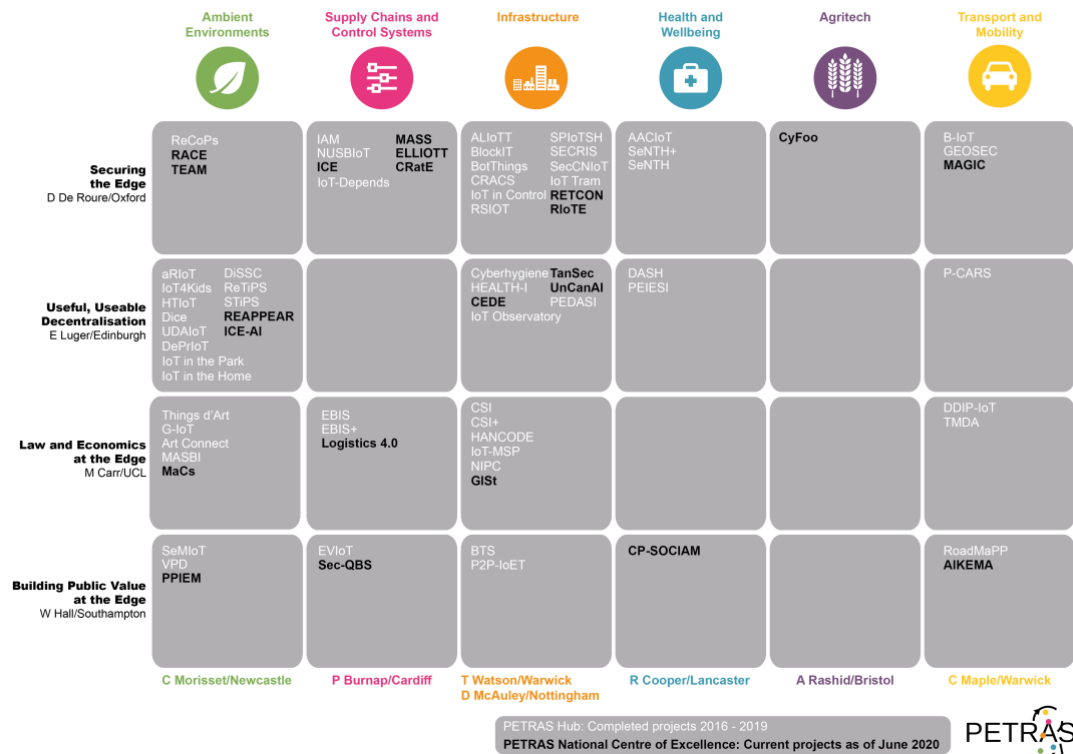 Ambient
Environments
Supply Chains and
Control Systems
Infrastructure
Health and
Wellbeing
Agritech
Transport and
Mobility
Securing
the Edge
D De Roure/Oxford
ReCoPs
RACE
TEAM
IAM
NUSBIoT
ICE
IoT-Depends
MASS
ELLIOTT
CRatE
ALIoTT
BlockIT
BotThings
CRACS
IoT in Control
RSIOT
SPIoTSH
SECRIS
SecCNIoT
IoT Tram
RETCON
RIoTE
AACIoT
SeNTH+
SeNTH
CyFoo
B-IoT
GEOSEC
MAGIC
Useful, Useable
Decentralisation
E Luger/Edinburgh
aRIoT
IoT4Kids
HTIoT
Dice
UDAIoT
DePrIoT
IoT in the Park
IoT in the Home
DiSSC
ReTiPS
STiPS
REAPPEAR
ICE-AI
Cyberhygiene
HEALTH-I
CEDE
IoT Observatory
TanSec
UnCanAI
PEDASI
DASH
PEIESI
P-CARS
Law and Economics
at the Edge
M Carr/UCL
Things d'Art
G-IoT
Art Connect
MASBI
MaCs
EBIS
EBIS+
Logistics 4.0
CSI
CSI+
HANCODE
IoT-MSP
NIPC
GISt
DDIP-IoT
TMDA
Building Public Value
at the Edge
W Hall/Southampton
SeMIoT
VPD
PPIEM
EVIoT
Sec-QBS
BTS
P2P-IoET
CP-SOCIAM
RoadMaPP
AIKEMA
C Morisset/Newcastle
P Burnap/Cardiff
T Watson/Warwick
D McAuley/Nottingham
R Cooper/Lancaster
A Rashid/Bristol
C Maple/Warwick
PETRAS Hub: Completed projects 2016 - 2019
PETRAS National Centre of Excellence: Current projects as of June 2020
PETRAS